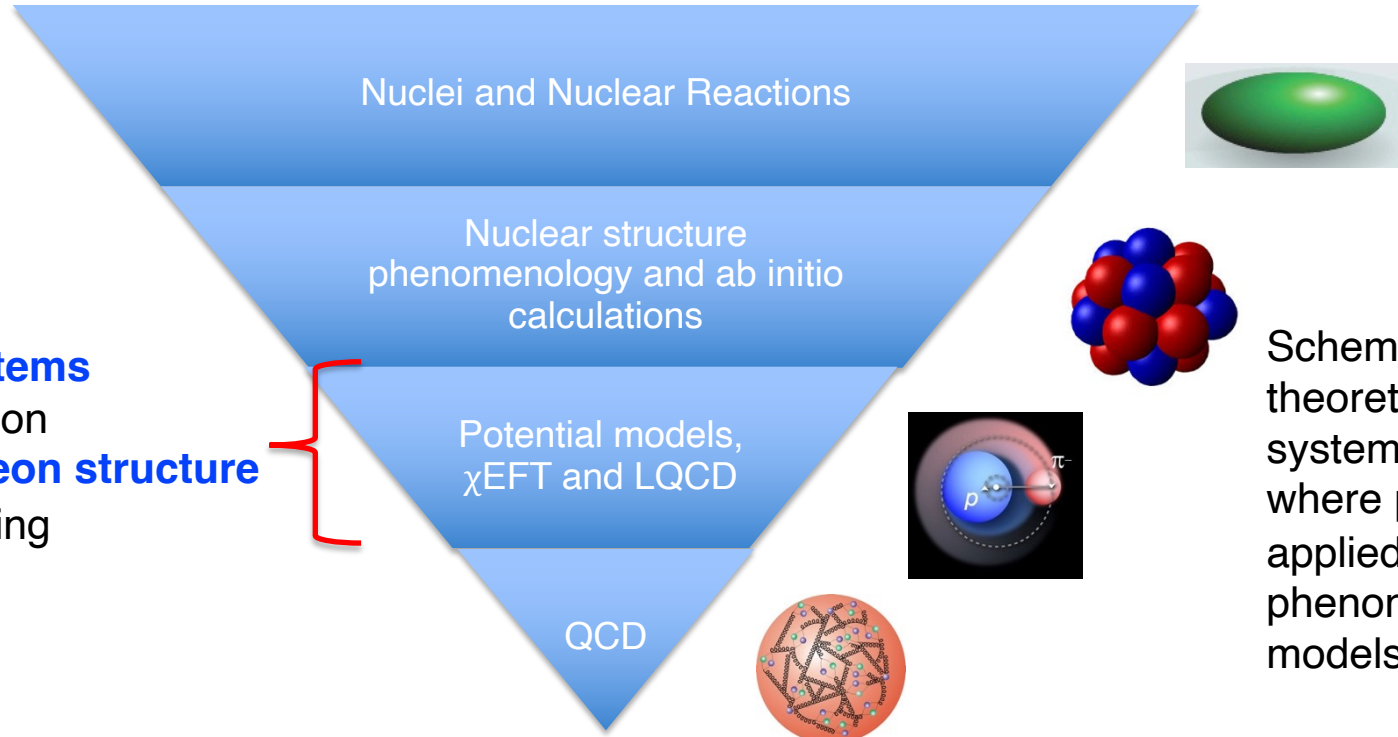 Nuclei and Nuclear Reactions
Nuclear structure
phenomenology and ab initio
calculations
tems
on
eon structure
ing
Potential models,
χEFT and LQCD
QCD
p
π⁻
Schem
theoret
system
where p
applied
phenor
models